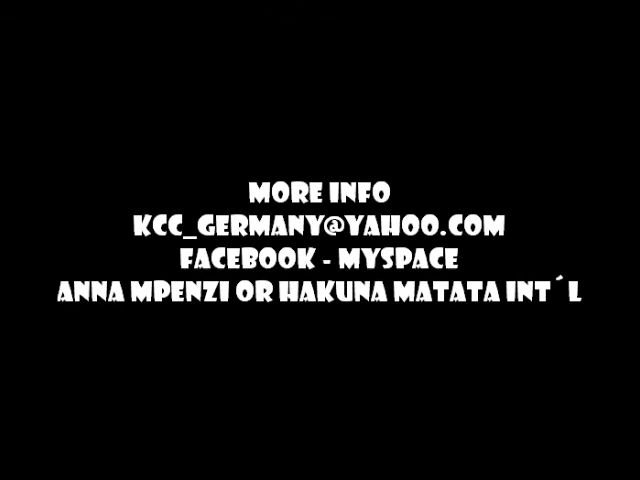 MORE INFO
KCC_GERMANY@YAHOO.COM
FACEBOOK - MYSPACE
ANNA MPENZI OR HAKUNA MATATA INT´L